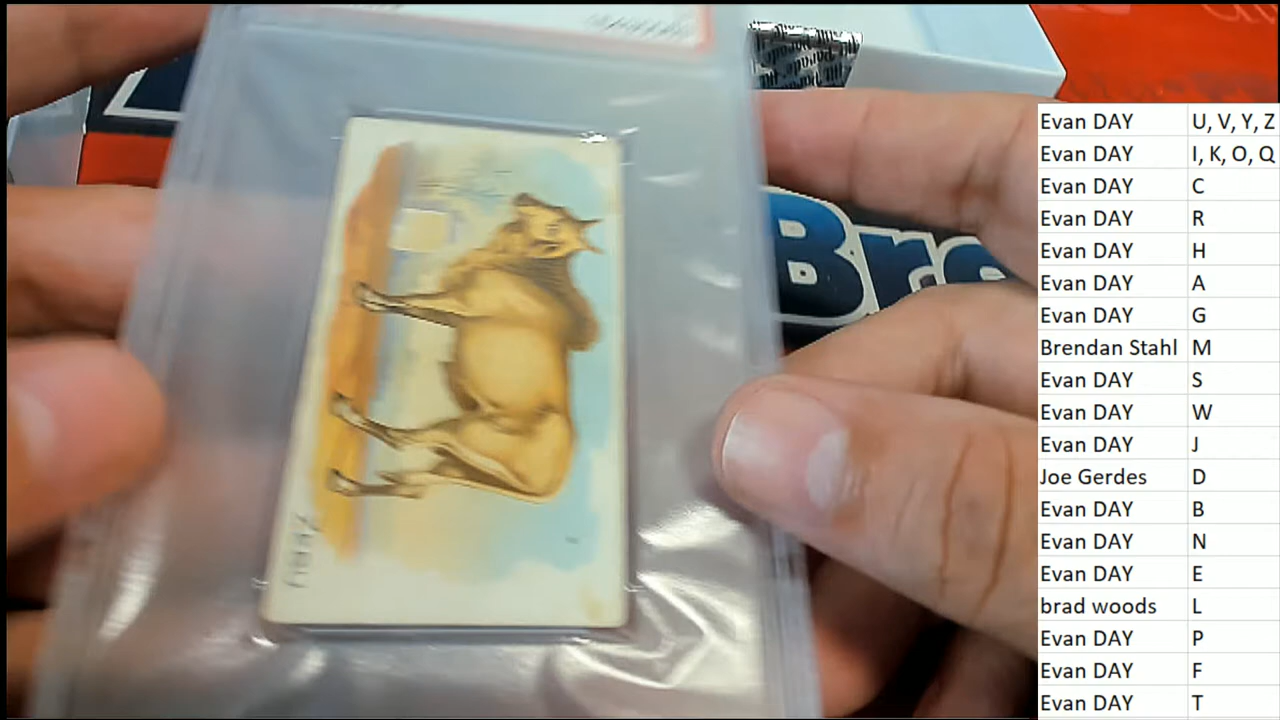 Bre
Zebu
Evan DAY U, V, Y, Z
Evan DAY I, K, O, Q
Evan DAY C
Evan DAY R
Evan DAY H
Evan DAY A
Evan DAY G
Brendan Stahl M
Evan DAY S
Evan DAY W
Evan DAY J
Joe Gerdes D
Evan DAY B
Evan DAY N
Evan DAY E
brad woods L
Evan DAY P
Evan DAY F
Evan DAY T